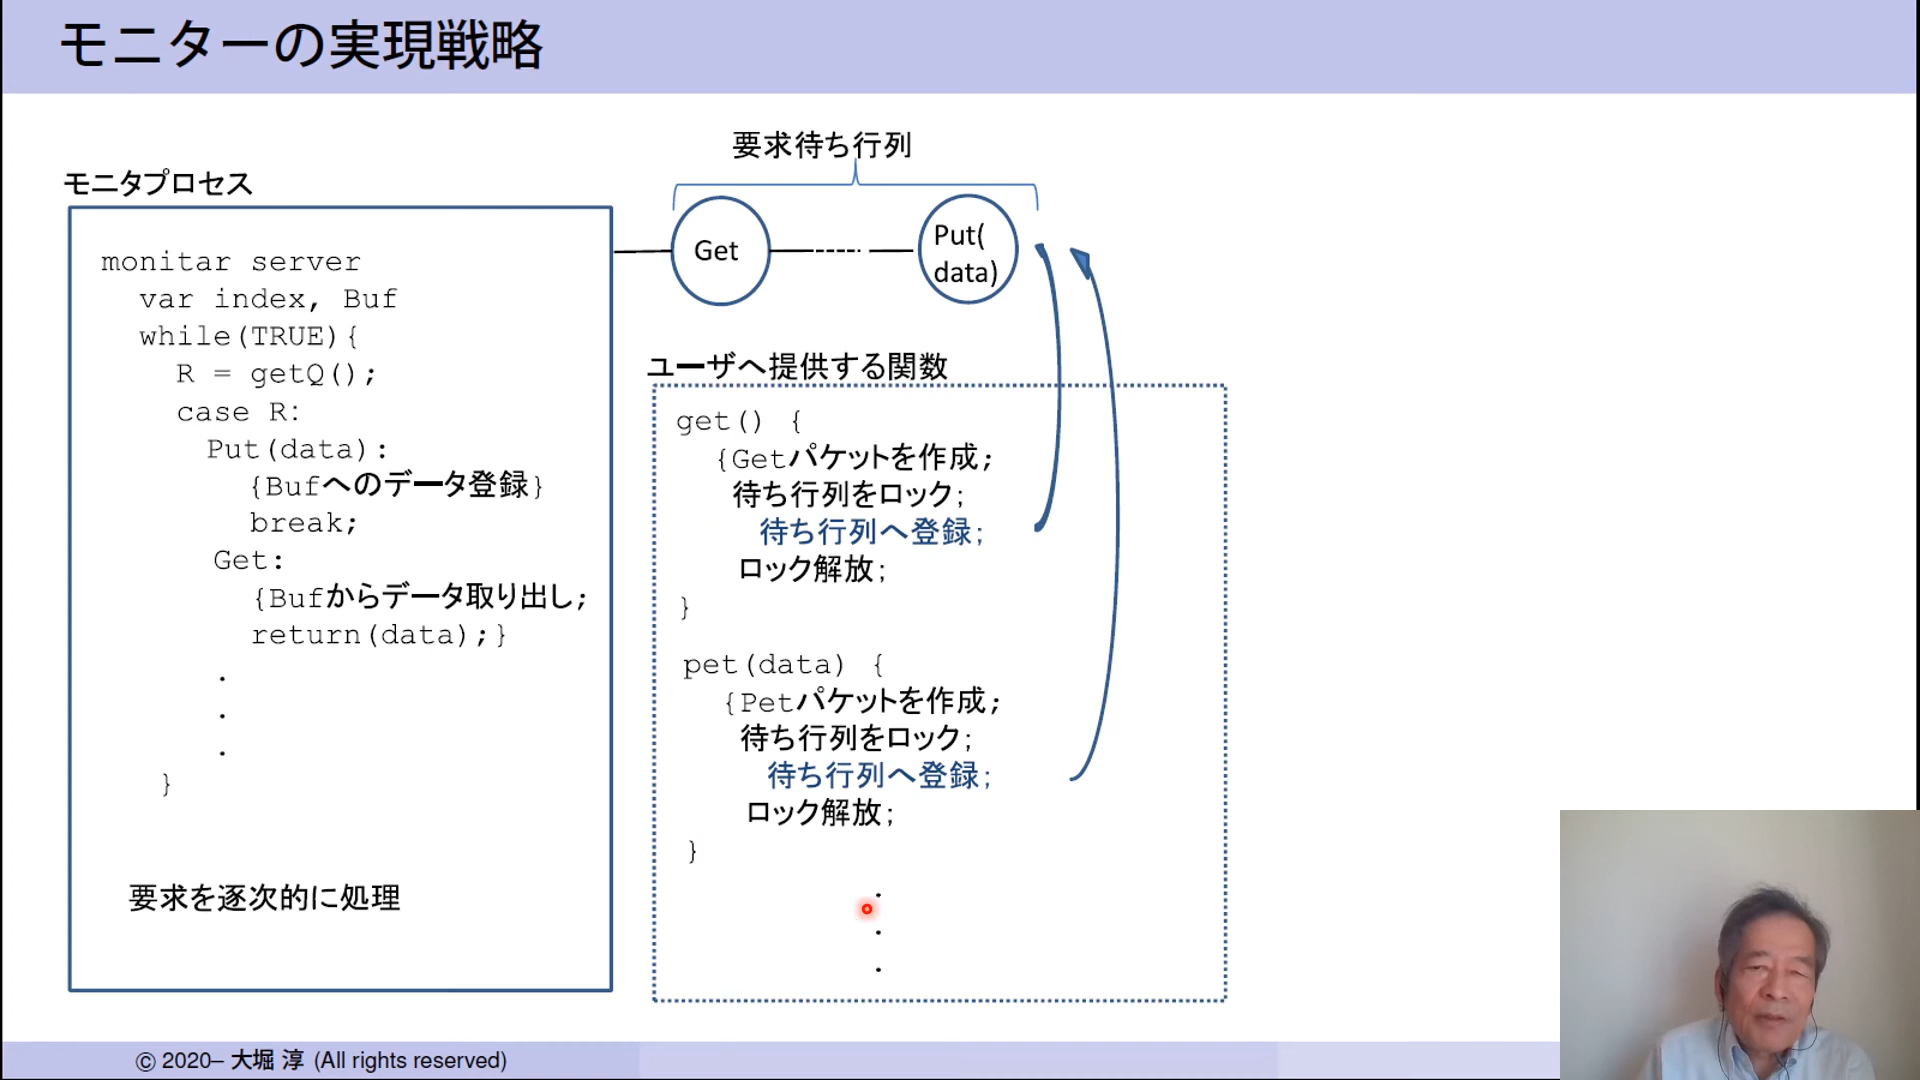 モニターの実現戦略
要求待ち行列
モニタプロセス
Get
Put(
data)
monitar server
var index, Buf
while(TRUE){
R = getQ();
case R:
Put(data):
{Bufへのデータ登録}
break;
Get:
{Bufからデータ取り出し;
return(data);}
.
.
.
}
要求を逐次的に処理
ユーザへ提供する関数
get() {
{Getパケットを作成;
待ち行列をロック;
待ち行列へ登録;
ロック解放;
}
pet(data) {
{Petパケットを作成;
待ち行列をロック;
待ち行列へ登録;
ロック解放;
}
.
.
.
© 2020– 大堀 淳 (All rights reserved)